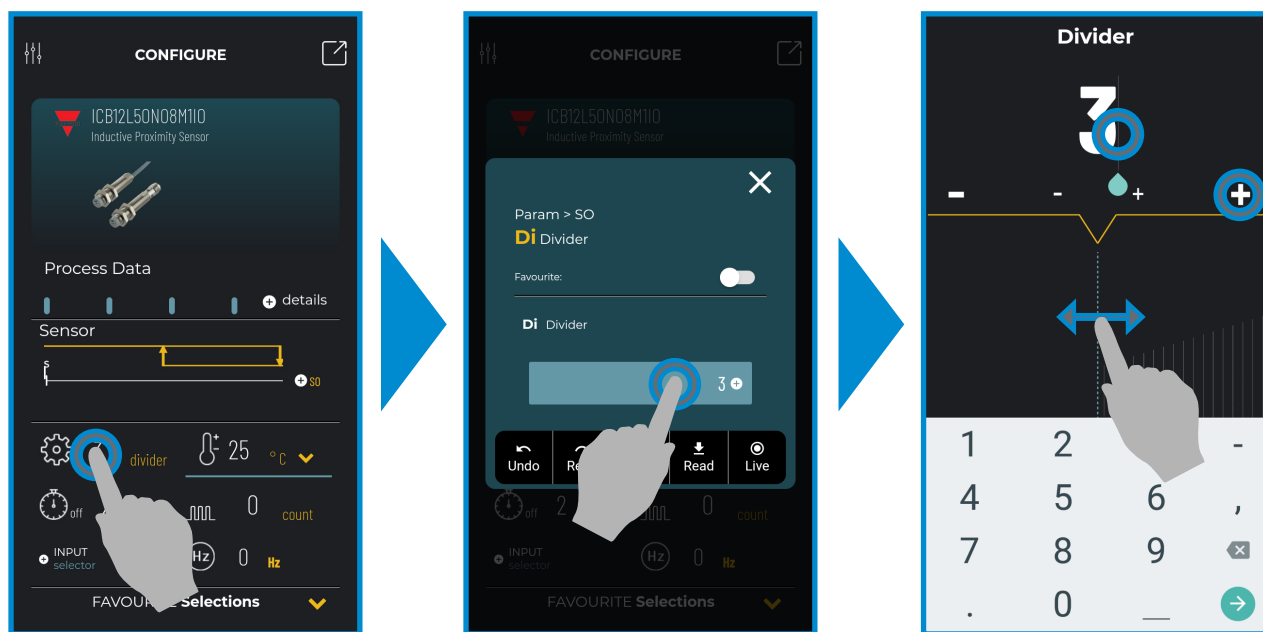 CONFIGURE
ICB12L50N08M1IO
Inductive Proximity Sensor
Process Data
details
Sensor
S
SO
divider
25 °C
off
0 count
INPUT
selector
Hz 0 Hz
Selections
CONFIGURE
ICB12L50N08M1IO
Inductive Proximity Sensor
Param > SO
Di Divider
Favourite:
Di Divider
3
Undo
Read
Live
off 2
0 count
INPUT
selector
Hz 0 Hz
FAVOURITE Selections
Divider
3
- - + +
1 2 -
4 5 6 ,
7 8 9
. 0 _